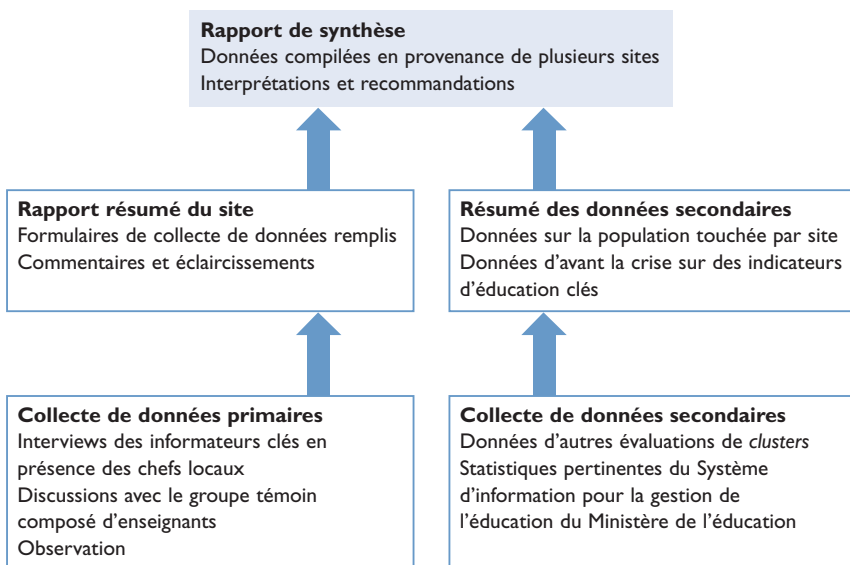 Rapport de synthèse
Données compilées en provenance de plusieurs sites
Interprétations et recommandations
Rapport résumé du site
Formulaires de collecte de données remplis
Commentaires et éclaircissements
Résumé des données secondaires
Données sur la population touchée par site
Données d'avant la crise sur des indicateurs
d'éducation clés
Collecte de données primaires
Interviews des informateurs clés en
présence des chefs locaux
Discussions avec le groupe témoin
composé d'enseignants
Observation
Collecte de données secondaires
Données d'autres évaluations de clusters
Statistiques pertinentes du Système
d'information pour la gestion de
l'éducation du Ministère de l'éducation